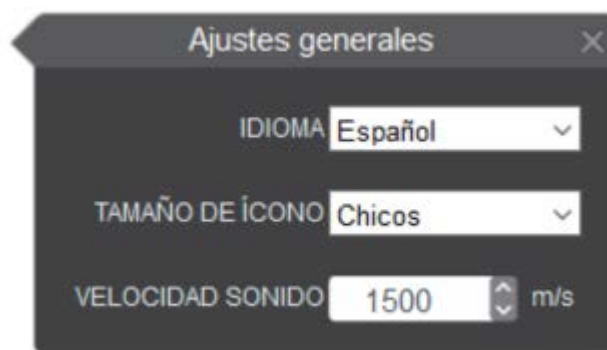 Ajustes generales ×
IDIOMA Español
TAMAÑO DE ÍCONO Chicos
VELOCIDAD SONIDO 1500 m/s